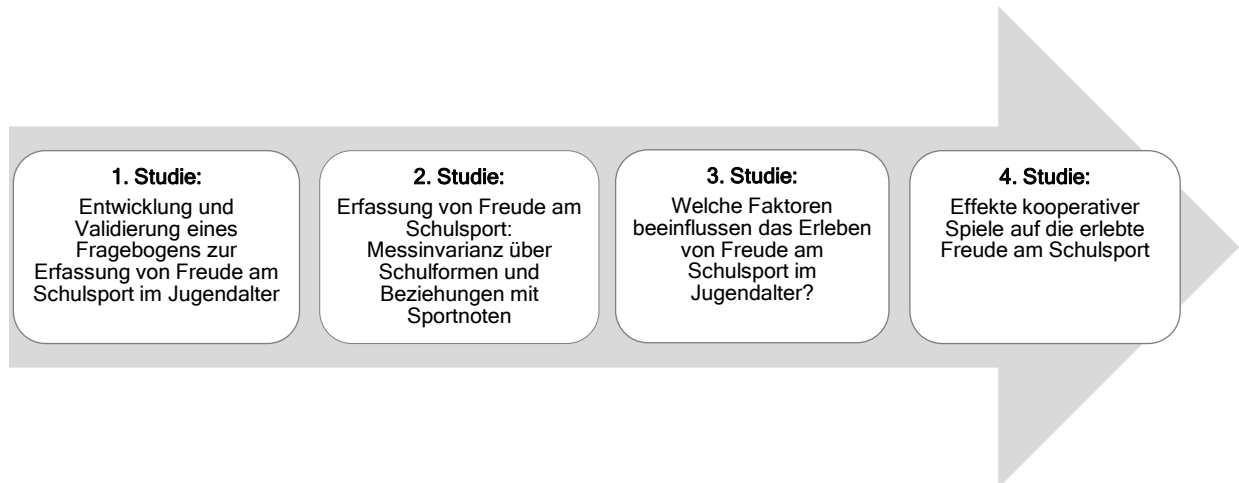 1. Studie:
Entwicklung und
Validierung eines
Fragebogens zur
Erfassung von Freude am
Schulsport im Jugendalter
2. Studie:
Erfassung von Freude am
Schulsport:
Messinvarianz über
Schulformen und
Beziehungen mit
Sportnoten
3. Studie:
Welche Faktoren
beeinflussen das Erleben
von Freude am
Schulsport im
Jugendalter?
4. Studie:
Effekte kooperativer
Spiele auf die erlebte
Freude am Schulsport